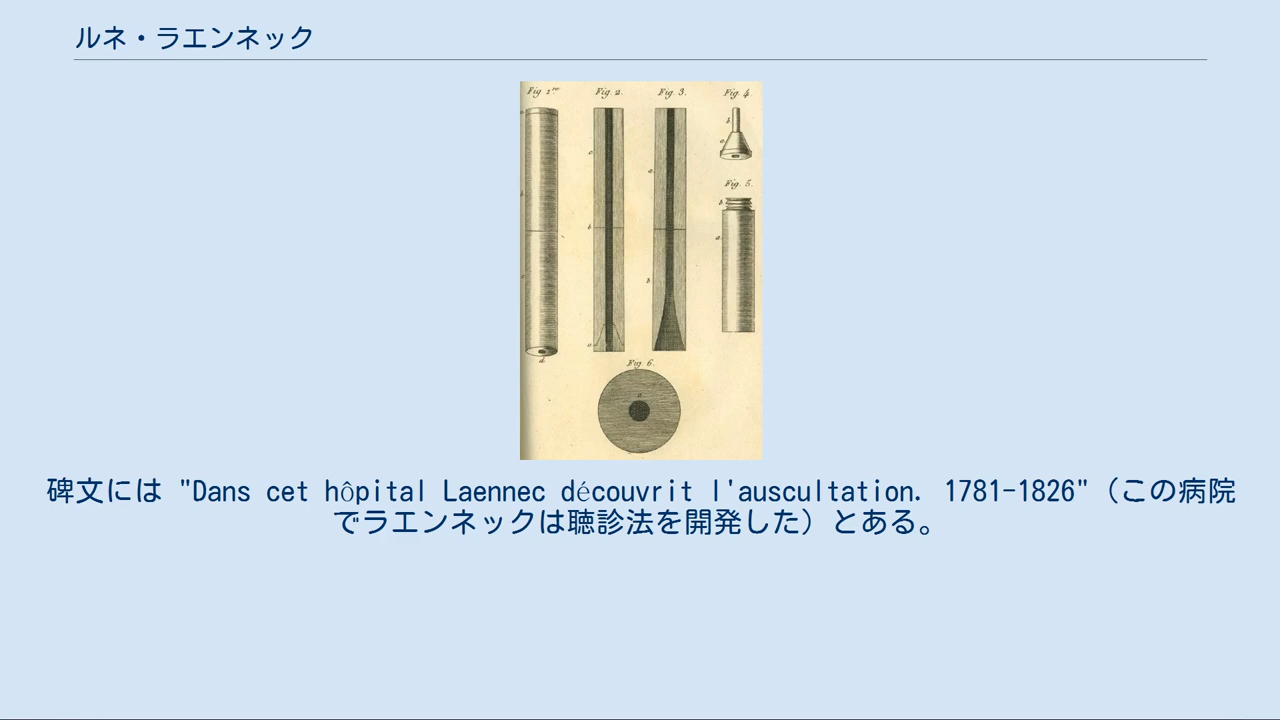 ルネ・ラエンネック
Fig 1re Fig. 2. Fig. 3. Fig. 4.
Fig. 5.
Fig 6.
碑文には "Dans cet hôpital Laennec découvrit l'auscultation. 1781-1826"（この病院
でラエンネックは聴診法を開発した）とある。